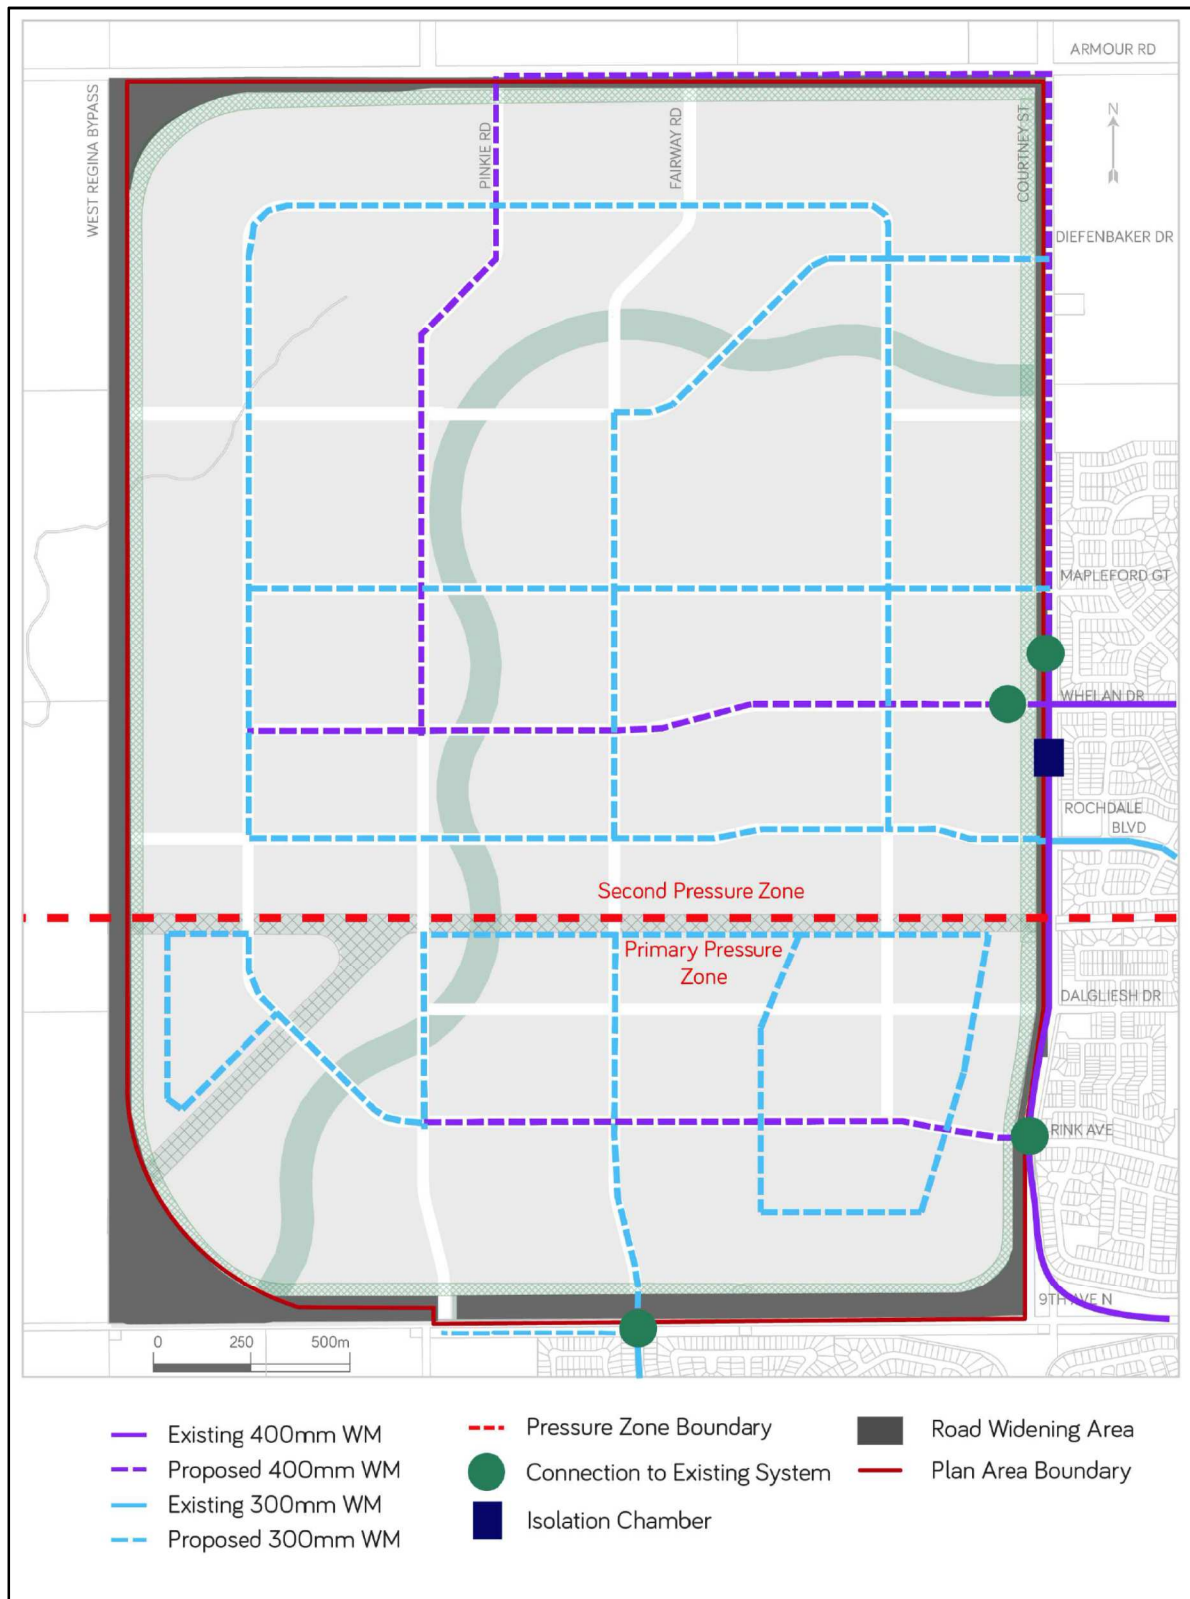 ARMOUR RD
WEST REGINA BYPASS
PINKIE RD
FAIRWAY RD
COURTNEY ST
N
DIEFENBAKER DR
MAPLEFORD GT
WHELAN DR
ROCHDALE
BLVD
Second Pressure Zone
Primary Pressure
Zone
DALGLIESH DR
RINK AVE
9TH AVE N
0 250 500m
Existing 400mm WM
Proposed 400mm WM
Existing 300mm WM
Proposed 300mm WM
Pressure Zone Boundary
Connection to Existing System
Isolation Chamber
Road Widening Area
Plan Area Boundary